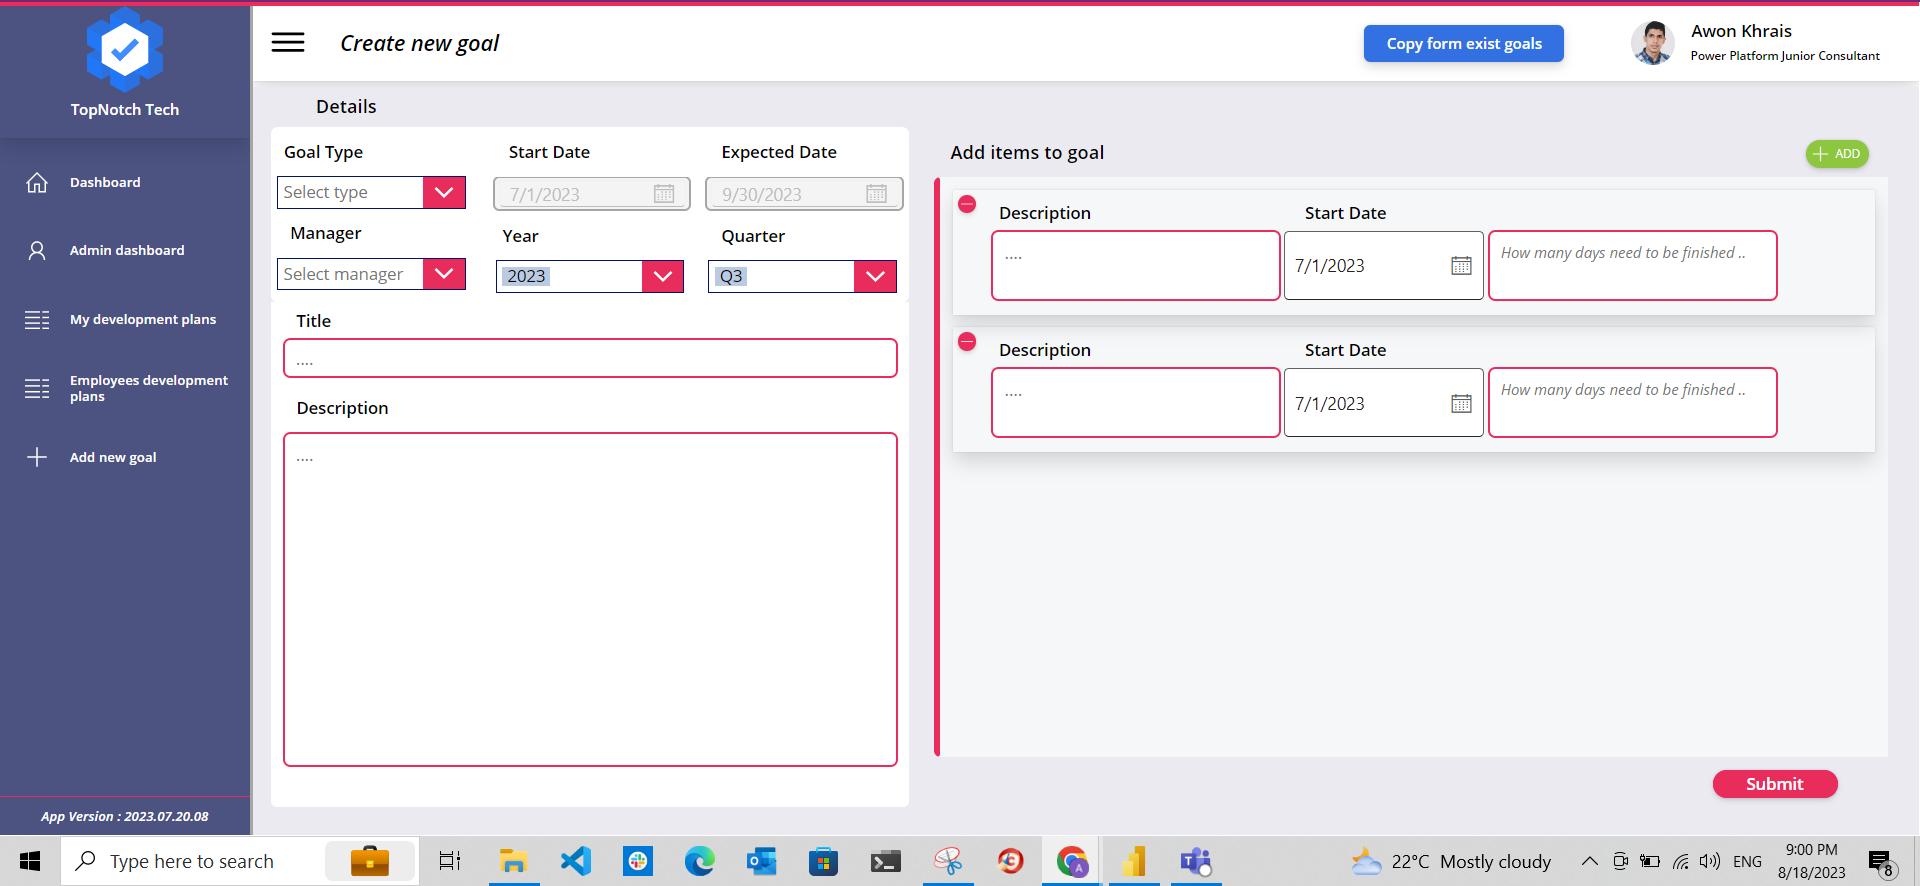 TopNotch Tech
Dashboard
Admin dashboard
My development plans
Employees development
plans
Add new goal
App Version : 2023.07.20.08
Create new goal
Copy form exist goals
Awon Khrais
Power Platform Junior Consultant
Details
Goal Type
Start Date
Expected Date
Select type
7/1/2023
9/30/2023
Manager
Year
Quarter
Select manager
2023
Q3
Title
....
Description
....
Add items to goal
ADD
Description
Start Date
....
7/1/2023
How many days need to be finished ..
Description
Start Date
....
7/1/2023
How many days need to be finished ..
Submit
Type here to search
22°C Mostly cloudy
ENG
9:00 PM
8/18/2023
8